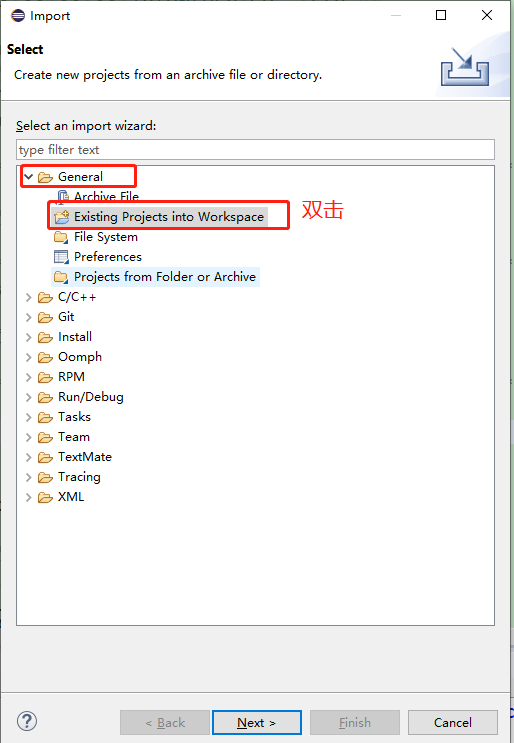 Import
Select
Create new projects from an archive file or directory.
Select an import wizard:
type filter text
General
Archive File
Existing Projects into Workspace
双击
File System
Preferences
Projects from Folder or Archive
C/C++
Git
Install
Oomph
RPM
Run/Debug
Tasks
Team
TextMate
Tracing
XML
?
< Back
Next >
Finish
Cancel